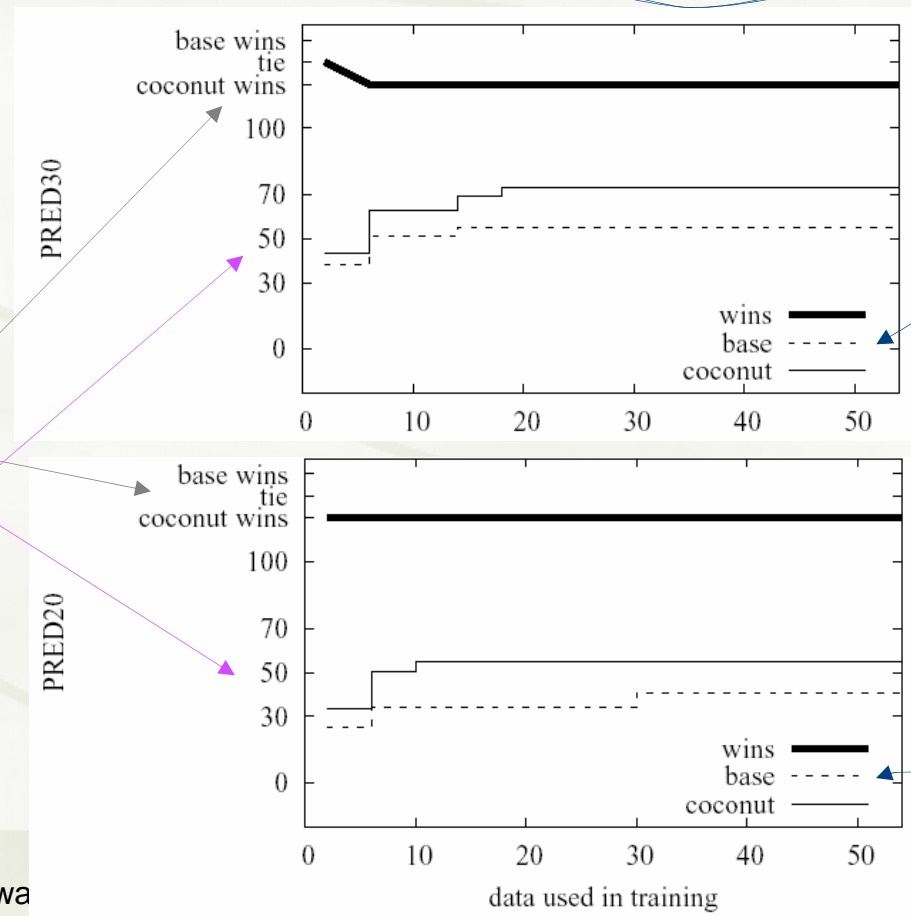 base wins
tie
coconut wins
100
70
50
30
0
PRED30
wins
base
coconut
0 10 20 30 40 50
base wins
tie
coconut wins
100
70
50
30
0
PRED20
wins
base
coconut
0 10 20 30 40 50
data used in training